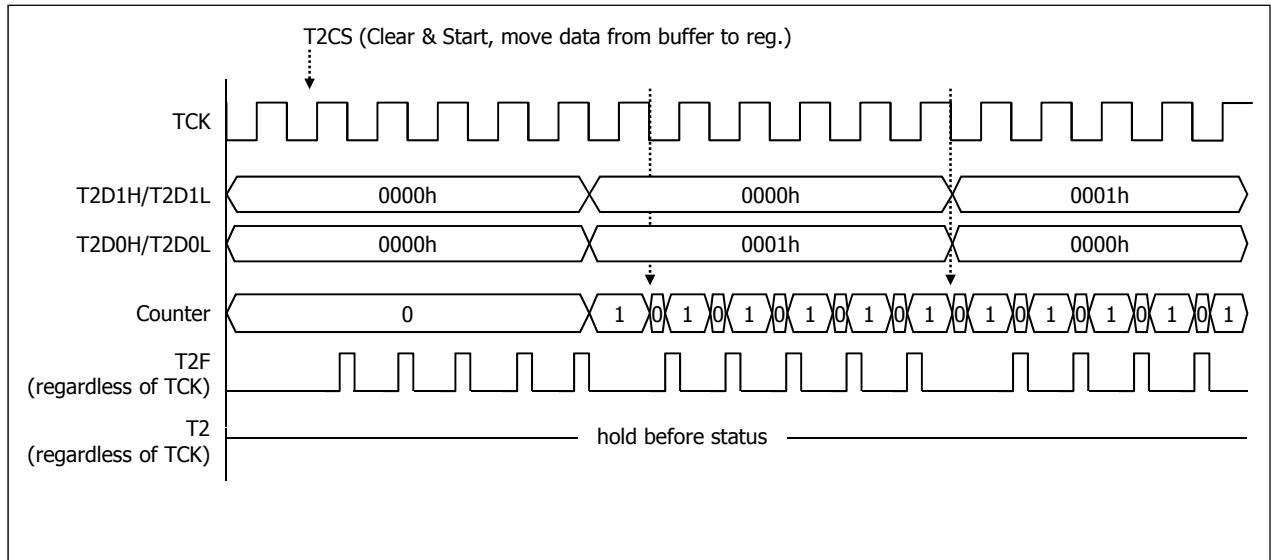 T2CS (Clear & Start, move data from buffer to reg.)
TCK
T2D1H/T2D1L 0000h 0000h 0001h
T2D0H/T2D0L 0000h 0001h 0000h
Counter 0 1 0 1 0 1 0 1 0 1 0 1 0 1 0 1 0 1 0 1 0 1
T2F
(regardless of TCK)
T2
(regardless of TCK)
hold before status